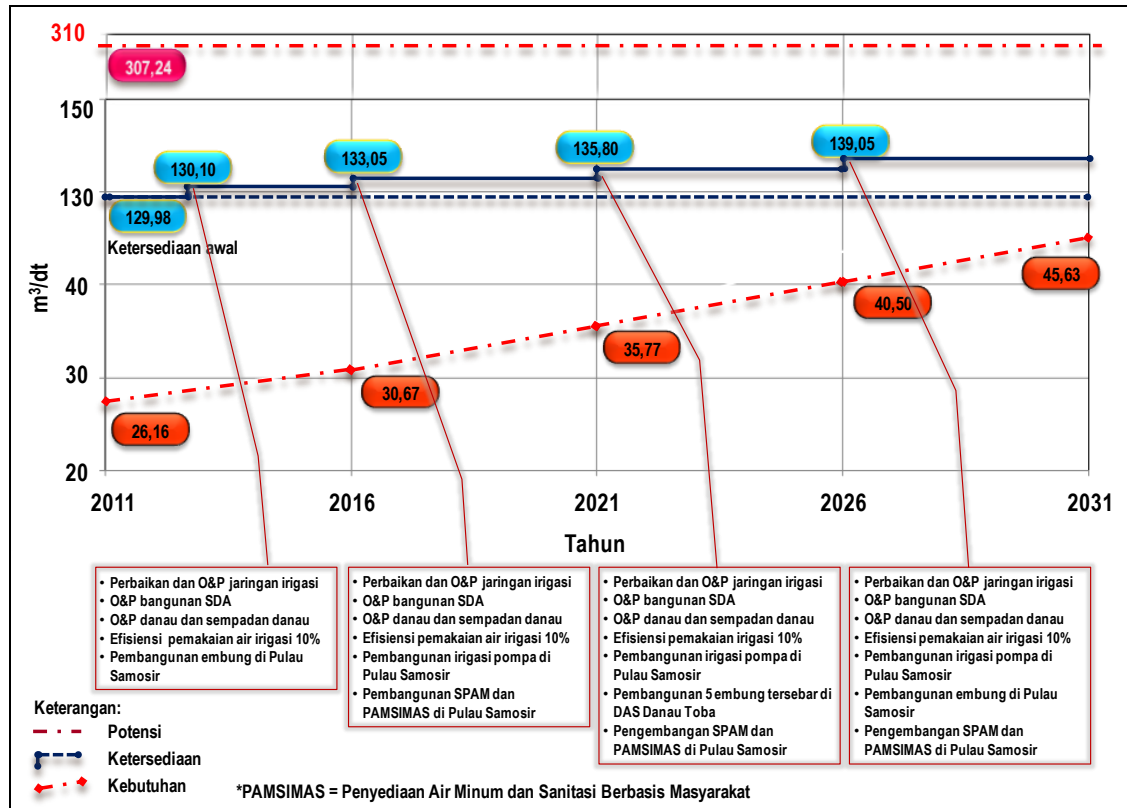 310
307,24
150
130,10
133,05
135,80
139,05
130
129,98
Ketersediaan awal
m³/dt
40
45,63
40,50
35,77
30
30,67
26,16
20
2011
2016
2021
2026
2031
Tahun
• Perbaikan dan O&P jaringan irigasi
• O&P bangunan SDA
• O&P danau dan sempadan danau
• Efisiensi pemakaian air irigasi 10%
• Pembangunan embung di Pulau
Samosir
• Perbaikan dan O&P jaringan irigasi
• O&P bangunan SDA
• O&P danau dan sempadan danau
• Efisiensi pemakaian air irigasi 10%
• Pembangunan irigasi pompa di
Pulau Samosir
• Pembangunan SPAM dan
PAMSIMAS di Pulau Samosir
• Perbaikan dan O&P jaringan irigasi
• O&P bangunan SDA
• O&P danau dan sempadan danau
• Efisiensi pemakaian irigasi 10%
• Pembangunan irigasi pompa di
Pulau Samosir
• Pembangunan 5 embung tersebar di
DAS Danau Toba
• Pengembangan SPAM dan
PAMSIMAS di Pulau Samosir
• Perbaikan dan O&P jaringan irigasi
• O&P bangunan SDA
• O&P danau dan sempadan danau
• Efisiensi pemakaian air irigasi 10%
• Pembangunan irigasi pompa di
Pulau Samosir
• Pembangunan embung di Pulau
Samosir
• Pengembangan SPAM dan
PAMSIMAS di Pulau Samosir
Keterangan:
Potensi
Ketersediaan
Kebutuhan
*PAMSIMAS = Penyediaan Air Minum dan Sanitasi Berbasis Masyarakat